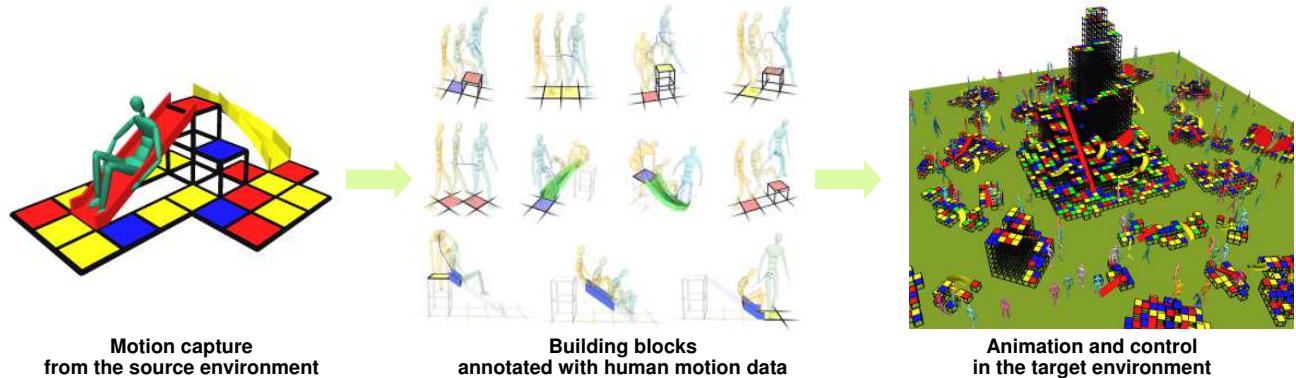 Motion capture
from the source environment
Building blocks
annotated with human motion data
Animation and control
in the target environment